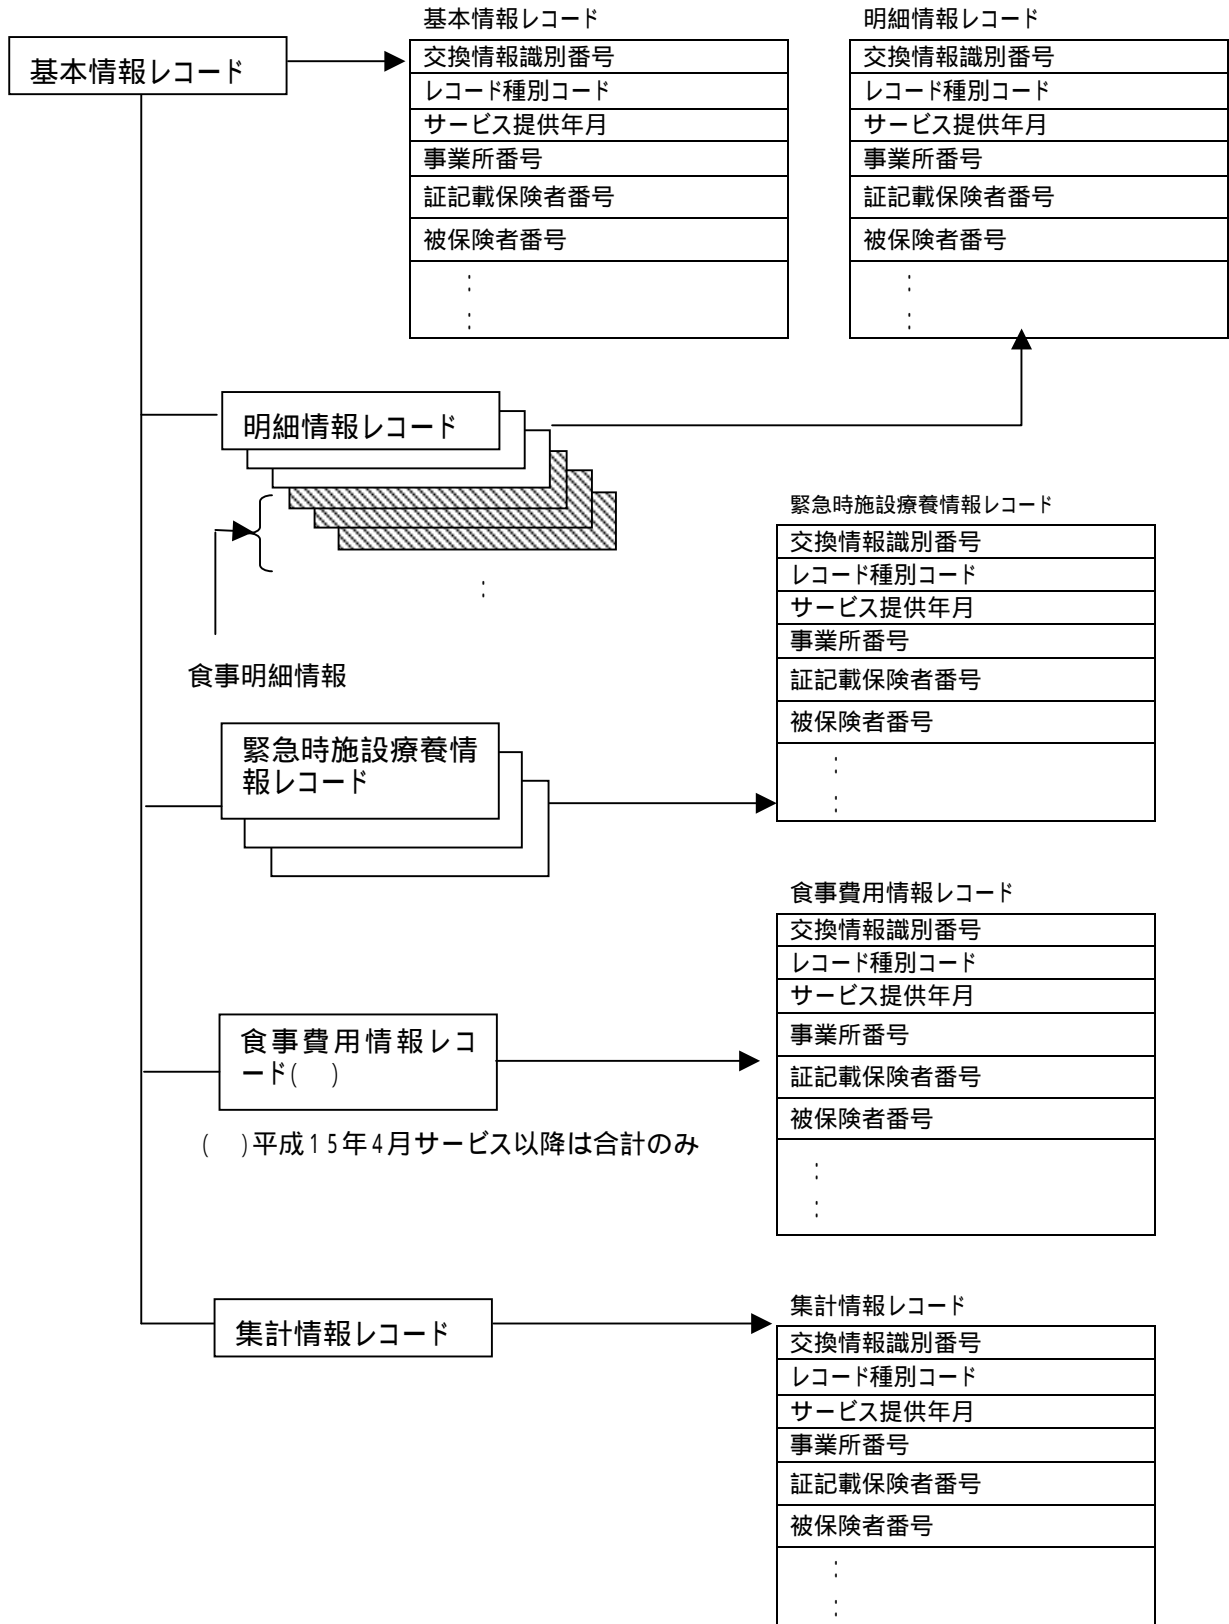 基本情報レコード
基本情報レコード
交換情報識別番号
レコード種別コード
サービス提供年月
事業所番号
証記載保険者番号
被保険者番号
:
:
明細情報レコード
交換情報識別番号
レコード種別コード
サービス提供年月
事業所番号
証記載保険者番号
被保険者番号
:
:
明細情報レコード
:
食事明細情報
緊急時施設療養情
報レコード
緊急時施設療養情報レコード
交換情報識別番号
レコード種別コード
サービス提供年月
事業所番号
証記載保険者番号
被保険者番号
:
:
食事費用情報レコ
ード( )
( )平成15年4月サービス以降は合計のみ
食事費用情報レコード
交換情報識別番号
レコード種別コード
サービス提供年月
事業所番号
証記載保険者番号
被保険者番号
:
:
集計情報レコード
集計情報レコード
交換情報識別番号
レコード種別コード
サービス提供年月
事業所番号
証記載保険者番号
被保険者番号
:
: